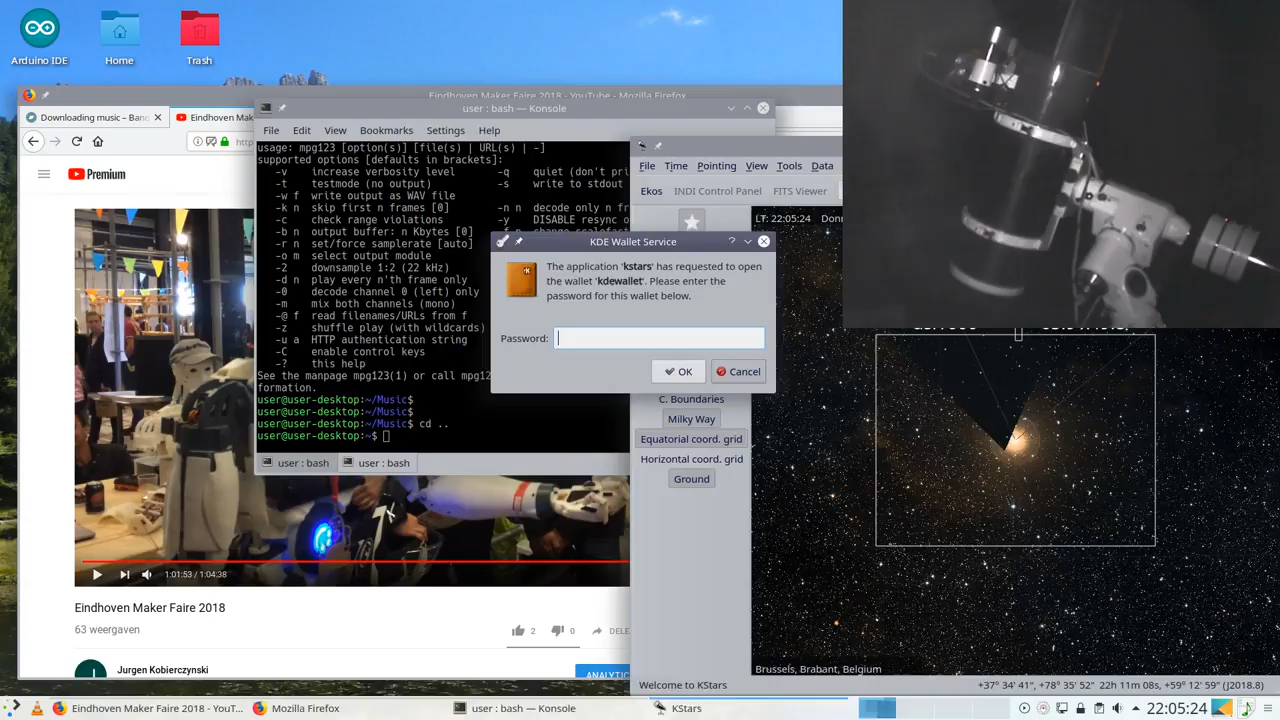 Arduino IDE
Home
Trash
Eindhoven Maker Faire 2018 - YouTube - Mozilla Firefox
Downloading music – Ban
Eindhoven Mak
http
Premium
1:01:53 / 1:04:38
Eindhoven Maker Faire 2018
63 weergaven
2
0
DELE
Jurgen Kobierczynski
ANALYTIC
user : bash — Konsole
File Edit View Bookmarks Settings Help
usage: mpg123 [option(s)] [file(s) | URL(s) | -]
supported options [defaults in brackets]:
-v increase verbosity level -q quiet (don't pri
-t testmode (no output) -s write to stdout
-w f write output as WAV file
-k n skip first n frames [0] -n n decode only n fr
-c check range violations -y DISABLE resync o
-b n output buffer: n Kbytes [0] -f n change scalefac
-r n set/force samplerate [auto]
-o m select output module
-2 downsample 1:2 (22 kHz)
-d n play every n'th frame only
-0 decode channel 0 (left) only
-m mix both channels (mono)
-@ f read filenames/URLs from f
-z shuffle play (with wildcards)
-u a HTTP authentication string
-C enable control keys
-? this help
See the manpage mpg123(1) or call mpg12
formation.
user@user-desktop:~/Music$
user@user-desktop:~/Music$
user@user-desktop:~/Music$ cd ..
user@user-desktop:~$
user : bash
user : bash
File Time Pointing View Tools Data
Ekos INDI Control Panel FITS Viewer
LT: 22:05:24
KDE Wallet Service
The application 'kstars' has requested to open
the wallet 'kdewallet'. Please enter the
password for this wallet below.
Password:
OK
Cancel
C. Boundaries
Milky Way
Equatorial coord. grid
Horizontal coord. grid
Ground
Brussels, Brabant, Belgium
Welcome to KStars
+37° 34' 41", +78° 35' 52" 22h 11m 08s, +59° 12' 59" (J2018.8)
Eindhoven Maker Faire 2018 - YouT...
Mozilla Firefox
user : bash — Konsole
KStars
22:05:24